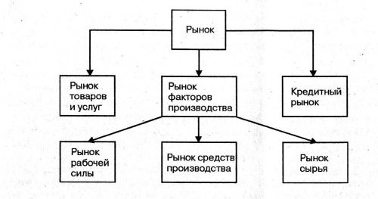 Рынок
Рынок
товаров
и услуг
Рынок
факторов
производства
Кредитный
рынок
Рынок
рабочей
силы
Рынок средств
производства
Рынок
сырья